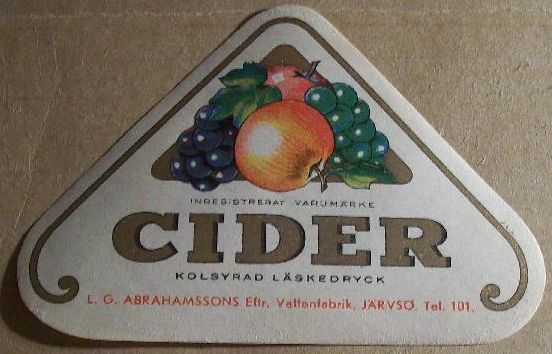 INREGISTRERAT VARUMÄRKE
CIDER
KOLSYRAD LÄSKEDRYCK
L. G. ABRAHAMSSONS Eftr. Vattenfabrik, JÄRVSÖ. Tel. 101.